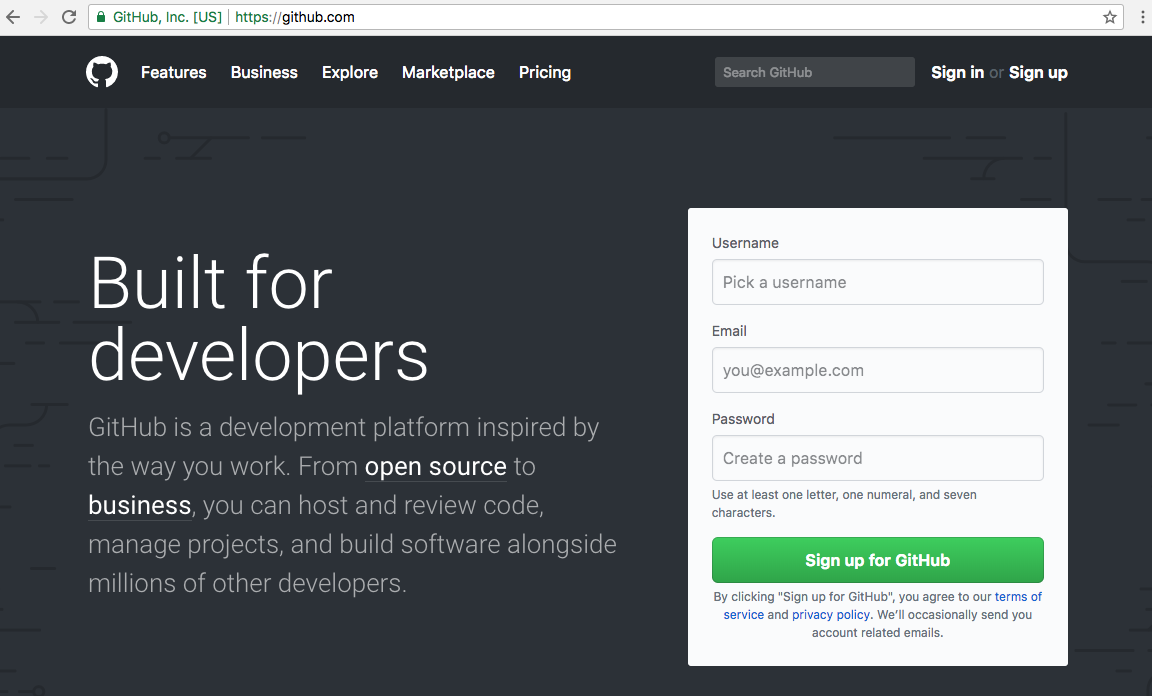 GitHub, Inc. [US] https://github.com
Features Business Explore Marketplace Pricing Search GitHub Sign in or Sign up
Built for
developers
GitHub is a development platform inspired by
the way you work. From open source to
business, you can host and review code,
manage projects, and build software alongside
millions of other developers.
Username
Pick a username
Email
you@example.com
Password
Create a password
Use at least one letter, one numeral, and seven
characters.
Sign up for GitHub
By clicking "Sign up for GitHub", you agree to our terms of
service and privacy policy. We’ll occasionally send you
account related emails.